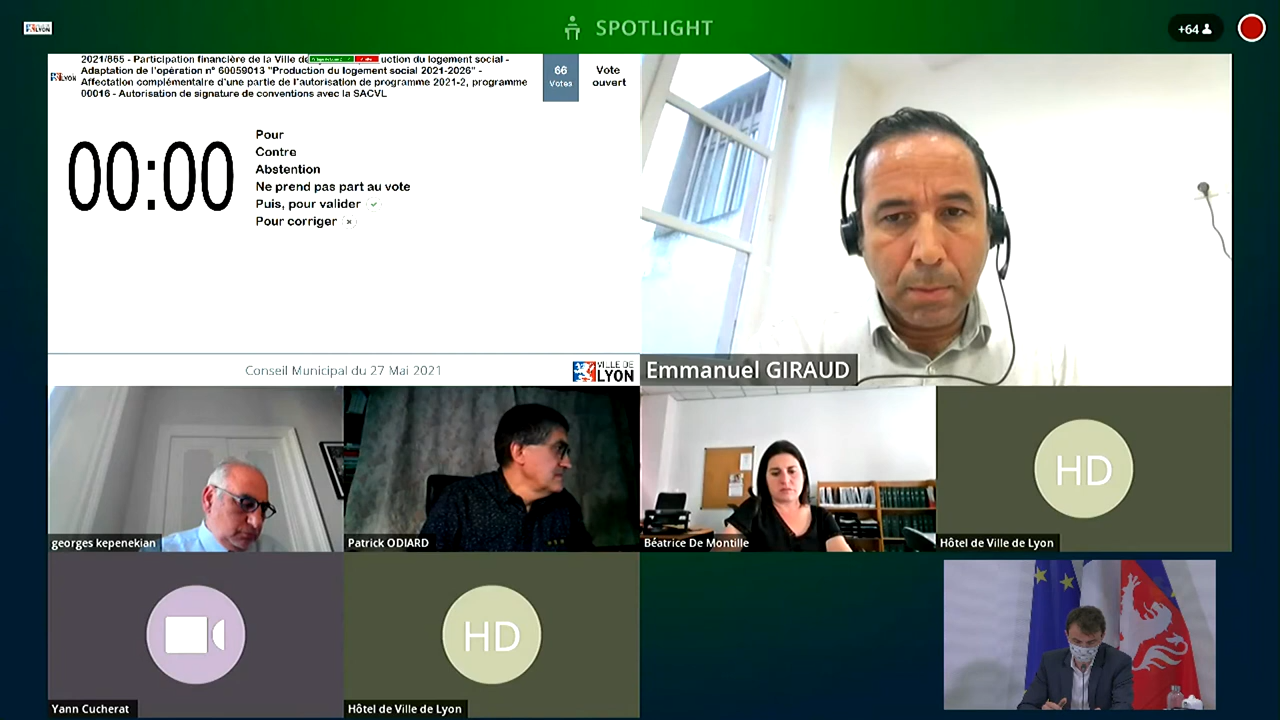 SPOTLIGHT
+64
2021/865 - Participation financière de la Ville de uction du logement social -
Adaptation de l'opération n° 60059013 "Production du logement social 2021-2026" -
Affectation complémentaire d'une partie de l'autorisation de programme 2021-2, programme
00016 - Autorisation de signature de conventions avec la SACVL
66
Votes
Vote
ouvert
00:00
Pour
Contre
Abstention
Ne prend pas part au vote
Puis, pour valider
Pour corriger
Conseil Municipal du 27 Mai 2021
VILLE DE
LYON
Emmanuel GIRAUD
georges kepenekian
Patrick ODIARD
Béatrice De Montille
HD
Hôtel de Ville de Lyon
Yann Cucherat
HD
Hôtel de Ville de Lyon